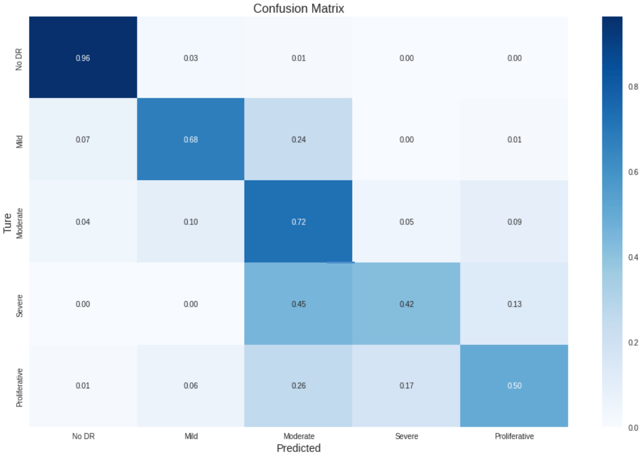 Confusion Matrix
No DR 0.96 0.03 0.01 0.00 0.00
Mild 0.07 0.68 0.24 0.00 0.01
Moderate 0.04 0.10 0.72 0.05 0.09
Severe 0.00 0.00 0.45 0.42 0.13
Proliferative 0.01 0.06 0.26 0.17 0.50
Ture
No DR Mild Moderate Severe Proliferative
Predicted
0.8
0.6
0.4
0.2
0.0